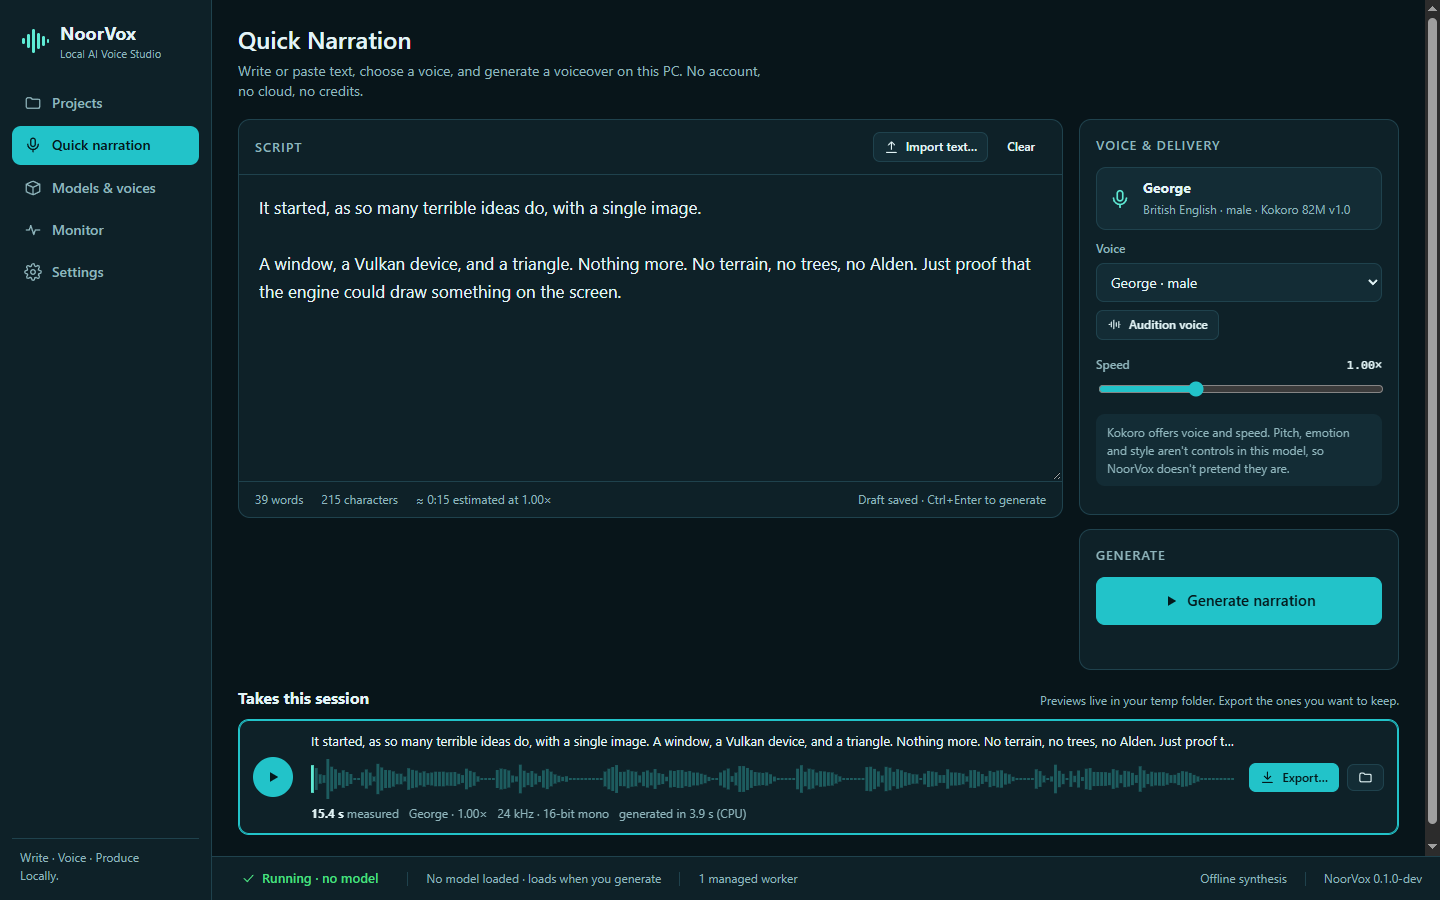 NoorVox
Local AI Voice Studio
Projects
Quick narration
Models & voices
Monitor
Settings
Write · Voice · Produce
Locally.
Quick Narration
Write or paste text, choose a voice, and generate a voiceover on this PC. No account,
no cloud, no credits.
SCRIPT
Import text...
Clear
It started, as so many terrible ideas do, with a single image.
A window, a Vulkan device, and a triangle. Nothing more. No terrain, no trees, no Alden. Just proof that
the engine could draw something on the screen.
39 words
215 characters
≈ 0:15 estimated at 1.00×
Draft saved · Ctrl+Enter to generate
VOICE & DELIVERY
George
British English · male · Kokoro 82M v1.0
Voice
George · male
Audition voice
Speed
1.00×
Kokoro offers voice and speed. Pitch, emotion
and style aren't controls in this model, so
NoorVox doesn't pretend they are.
GENERATE
Generate narration
Takes this session
Previews live in your temp folder. Export the ones you want to keep.
It started, as so many terrible ideas do, with a single image. A window, a Vulkan device, and a triangle. Nothing more. No terrain, no trees, no Alden. Just proof t...
Export...
15.4 s measured George · 1.00× 24 kHz · 16-bit mono generated in 3.9 s (CPU)
Running · no model
No model loaded · loads when you generate
1 managed worker
Offline synthesis
NoorVox 0.1.0-dev